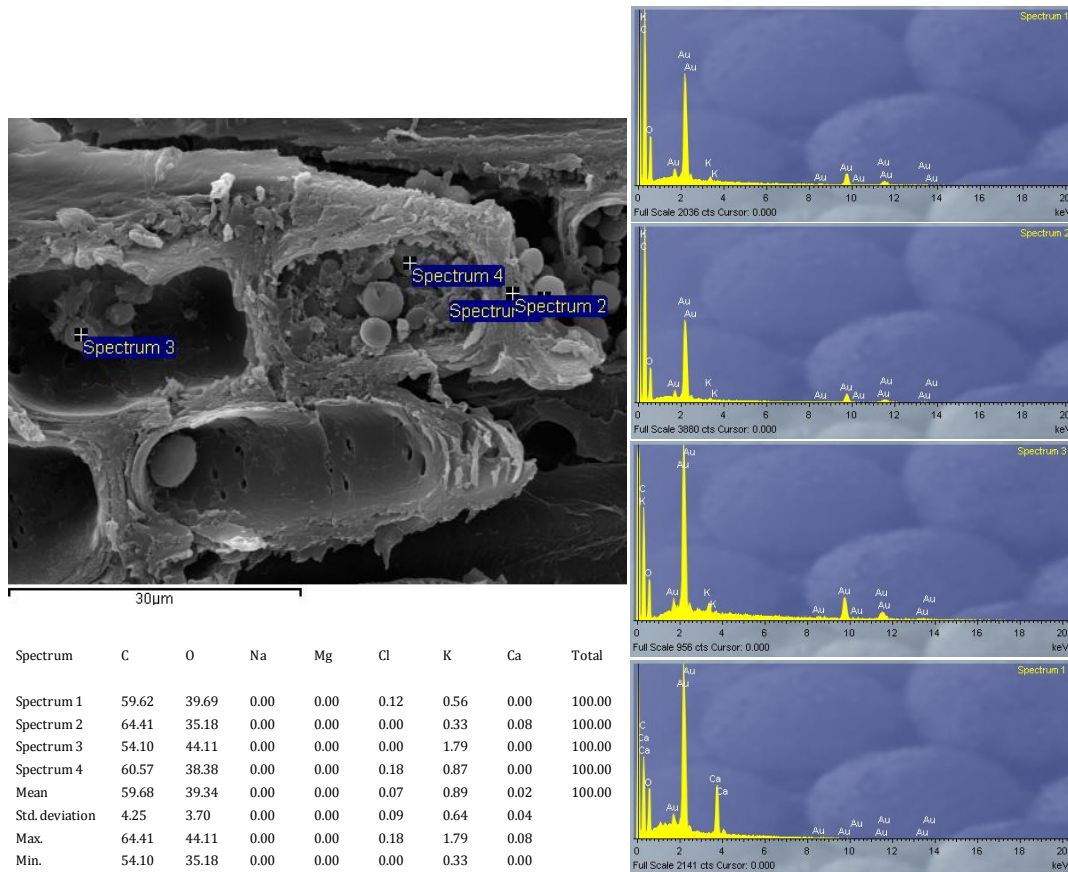 Spectrum 3
Spectrum 4
Spectru
Spectrum 2
30µm
Spectrum C O Na Mg Cl K Ca Total
Spectrum 1 59.62 39.69 0.00 0.00 0.12 0.56 0.00 100.00
Spectrum 2 64.41 35.18 0.00 0.00 0.00 0.33 0.08 100.00
Spectrum 3 54.10 44.11 0.00 0.00 0.00 1.79 0.00 100.00
Spectrum 4 60.57 38.38 0.00 0.00 0.18 0.87 0.00 100.00
Mean 59.68 39.34 0.00 0.00 0.07 0.89 0.02 100.00
Std. deviation 4.25 3.70 0.00 0.00 0.09 0.64 0.04
Max. 64.41 44.11 0.00 0.00 0.18 1.79 0.08
Min. 54.10 35.18 0.00 0.00 0.00 0.33 0.00
Spectrum 1
K
C
O
Au
Au
Au
K
K
Au
Au
Au
Au
Au
Au
Au
0 2 4 6 8 10 12 14 16 18 20
Full Scale 2036 cts Cursor: 0.000 keV
Spectrum 2
K
C
O
Au
Au
Au
K
K
Au
Au
Au
Au
Au
Au
Au
0 2 4 6 8 10 12 14 16 18 20
Full Scale 3880 cts Cursor: 0.000 keV
Spectrum 3
C
K
O
Au
Au
Au
K
K
Au
Au
Au
Au
Au
Au
Au
0 2 4 6 8 10 12 14 16 18 20
Full Scale 956 cts Cursor: 0.000 keV
Spectrum 1
C
Ca
Ca
O
Au
Au
Au
Ca
Ca
Au
Au
Au
Au
Au
Au
Au
0 2 4 6 8 10 12 14 16 18 20
Full Scale 2141 cts Cursor: 0.000 keV